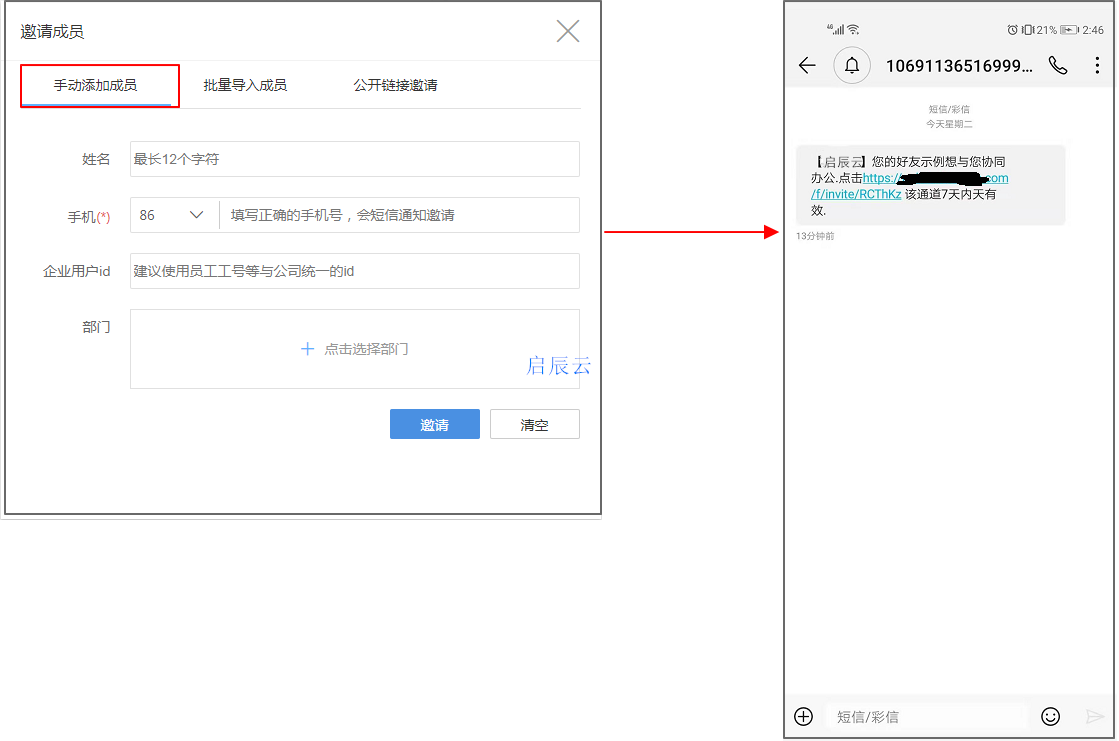 邀请成员
手动添加成员
批量导入成员
公开链接邀请
姓名
最长12个字符
手机(*)
86
填写正确的手机号，会短信通知邀请
企业用户id
建议使用员工工号等与公司统一的id
部门
点击选择部门
启辰云
邀请
清空
4G
21%
2:46
10691136516999...
短信/彩信
今天星期二
【启辰云】您的好友示例想与您协同
办公.点击https:/ com
/f/invite/RCThKz 该通道7天内天有
效.
13分钟前
短信/彩信